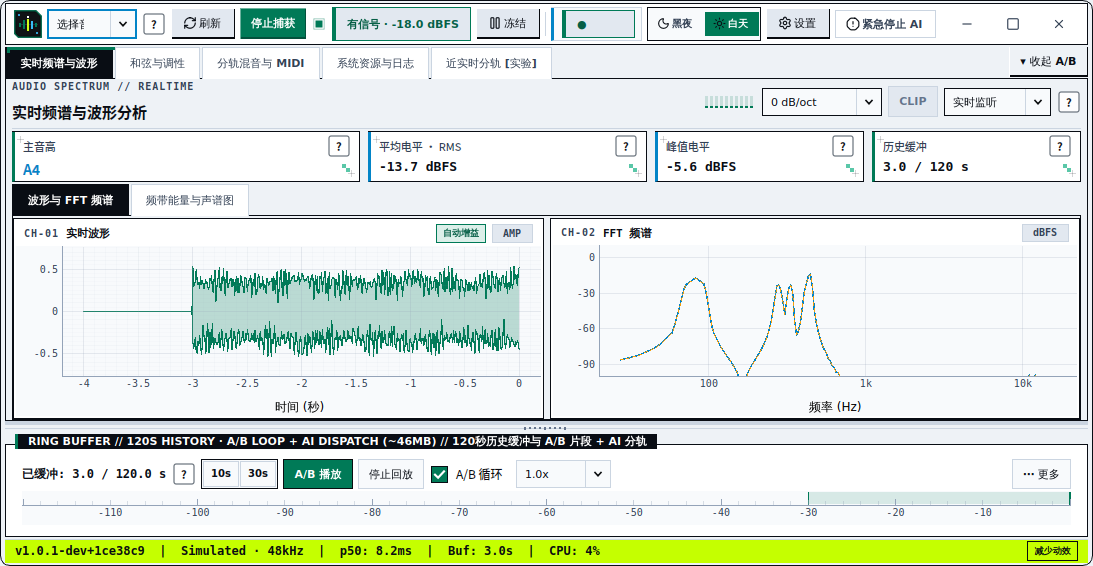 选择i ? 刷新 停止捕获 有信号 · -18.0 dBFS 冻结 黑夜 白天 设置 紧急停止 AI
实时频谱与波形 和弦与调性 分轨混音与 MIDI 系统资源与日志 近实时分轨 [实验] ▾ 收起 A/B
AUDIO SPECTRUM // REALTIME
实时频谱与波形分析 0 dB/oct CLIP 实时监听 ?
主音高 ? 平均电平 · RMS ? 峰值电平 ? 历史缓冲 ?
A4 -13.7 dBFS -5.6 dBFS 3.0 / 120 s
波形与 FFT 频谱 频带能量与声谱图
CH-01 实时波形 自动增益 AMP CH-02 FFT 频谱 dBFS
0.5
0
-0.5
-4 -3.5 -3 -2.5 -2 -1.5 -1 -0.5 0
时间 (秒)
0
-30
-60
-90
100 1k 10k
频率 (Hz)
RING BUFFER // 120S HISTORY · A/B LOOP + AI DISPATCH (~46MB) // 120秒历史缓冲与 A/B 片段 + AI 分轨
已缓冲: 3.0 / 120.0 s ? 10s 30s A/B 播放 停止回放 A/B 循环 1.0x ··· 更多
-110 -100 -90 -80 -70 -60 -50 -40 -30 -20 -10
v1.0.1-dev+1ce38c9 | Simulated · 48kHz | p50: 8.2ms | Buf: 3.0s | CPU: 4% 减少动效